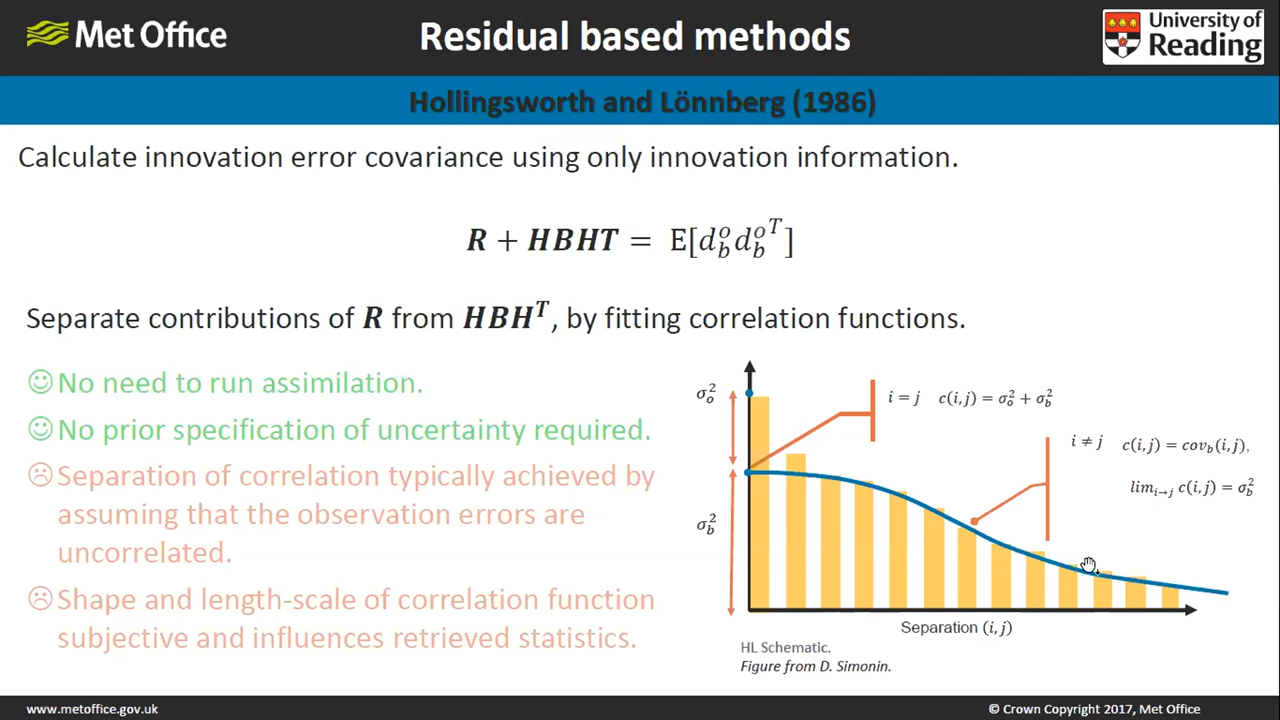 Met Office
Residual based methods
University of
Reading
Hollingsworth and Lönnberg (1986)
Calculate innovation error covariance using only innovation information.
R + HBHT = E[d_b^o d_b^{o T}]
Separate contributions of R from HBH^T, by fitting correlation functions.
No need to run assimilation.
No prior specification of uncertainty required.
Separation of correlation typically achieved by
assuming that the observation errors are
uncorrelated.
Shape and length-scale of correlation function
subjective and influences retrieved statistics.
σ_o^2
σ_b^2
i = j c(i,j) = σ_o^2 + σ_b^2
i ≠ j c(i,j) = cov_b(i,j),
lim_{i→j} c(i,j) = σ_b^2
Separation (i,j)
HL Schematic.
Figure from D. Simonin.
www.metoffice.gov.uk
© Crown Copyright 2017, Met Office